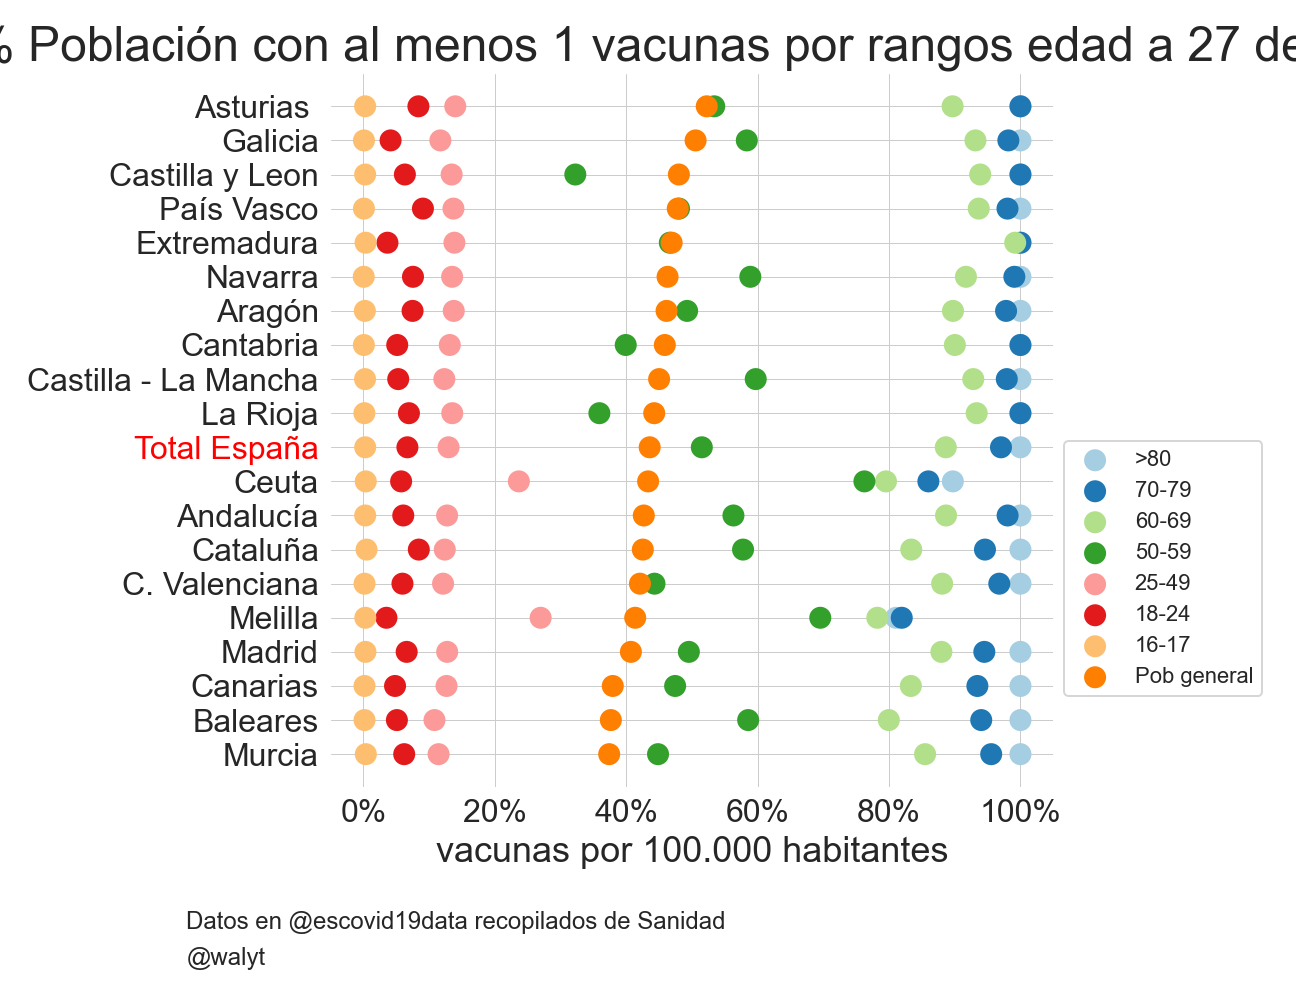 % Población con al menos 1 vacunas por rangos edad a 27 de
Asturias
Galicia
Castilla y Leon
País Vasco
Extremadura
Navarra
Aragón
Cantabria
Castilla - La Mancha
La Rioja
Total España
Ceuta
Andalucía
Cataluña
C. Valenciana
Melilla
Madrid
Canarias
Baleares
Murcia
0% 20% 40% 60% 80% 100%
vacunas por 100.000 habitantes
>80
70-79
60-69
50-59
25-49
18-24
16-17
Pob general
Datos en @escovid19data recopilados de Sanidad
@walyt